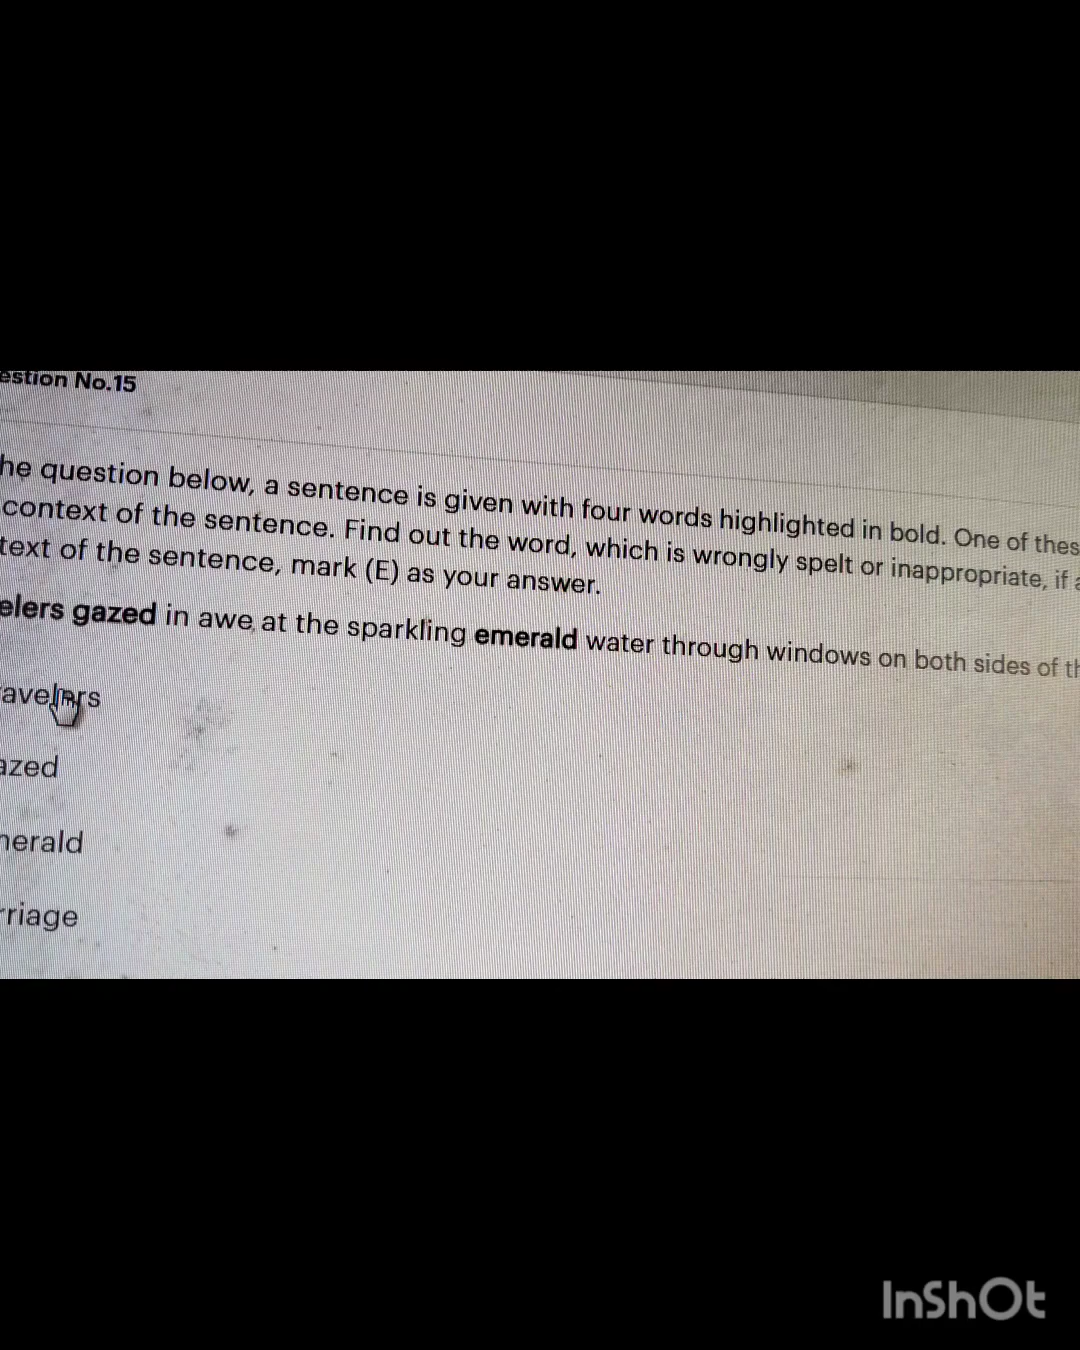 estion No.15
he question below, a sentence is given with four words highlighted in bold. One of thes
context of the sentence. Find out the word, which is wrongly spelt or inappropriate, if a
text of the sentence, mark (E) as your answer.
elers gazed in awe at the sparkling emerald water through windows on both sides of th
avelers
azed
nerald
rriage
InShOt